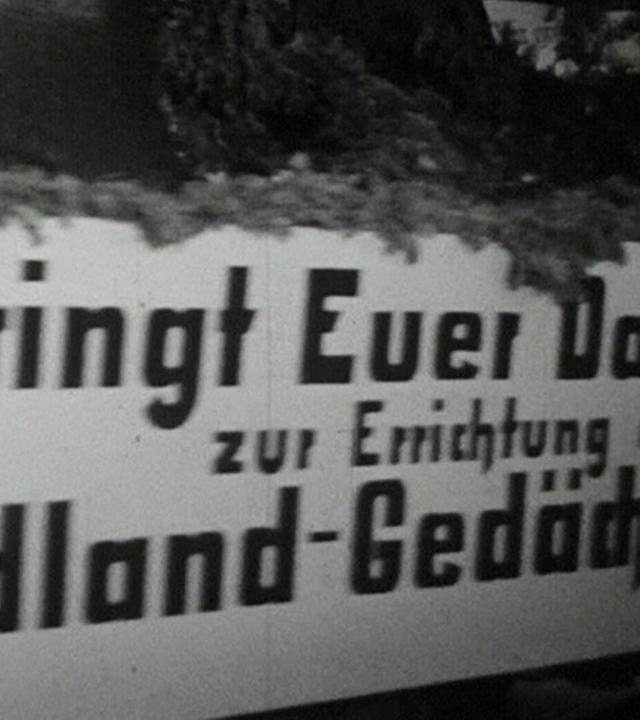 ringt Euer Da
zur Errichtung
dland-Gedäch